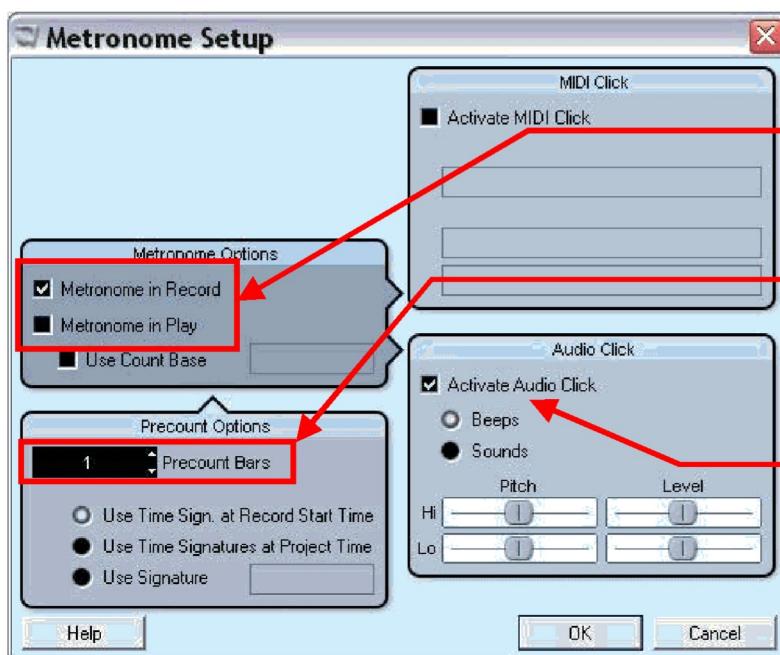 Metronome Setup
MIDI Click
Activate MIDI Click
Metronome Options
Metronome in Record
Metronome in Play
Use Count Base
Audio Click
Activate Audio Click
Beeps
Sounds
Pitch Level
Hi
Lo
Precount Options
1 Precount Bars
Use Time Sign. at Record Start Time
Use Time Signatures at Project Time
Use Signature
Help
OK
Cancel